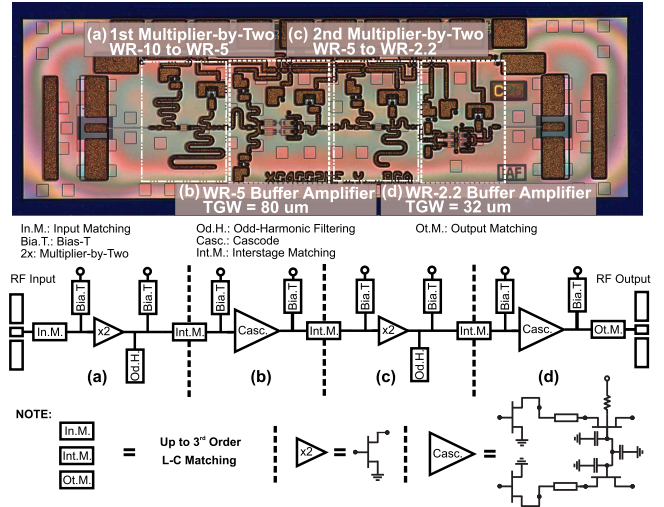 (a) 1st Multiplier-by-Two
WR-10 to WR-5
(c) 2nd Multiplier-by-Two
WR-5 to WR-2.2
IAF
(b) WR-5 Buffer Amplifier
TGW = 80 um
(d) WR-2.2 Buffer Amplifier
TGW = 32 um
In.M.: Input Matching
Bia.T.: Bias-T
2x: Multiplier-by-Two
Od.H.: Odd-Harmonic Filtering
Casc.: Cascode
Int.M.: Interstage Matching
Ot.M.: Output Matching
RF Input
RF Output
Bia.T
Bia.T
Bia.T
Bia.T
Bia.T
Bia.T
Bia.T
Bia.T
In.M.
x2
Int.M.
Casc.
Int.M.
x2
Int.M.
Casc.
Ot.M.
Od.H.
Od.H.
(a)
(b)
(c)
(d)
NOTE:
In.M.
Int.M.
Ot.M.
=
Up to 3rd Order
L-C Matching
x2
=
Casc.
=